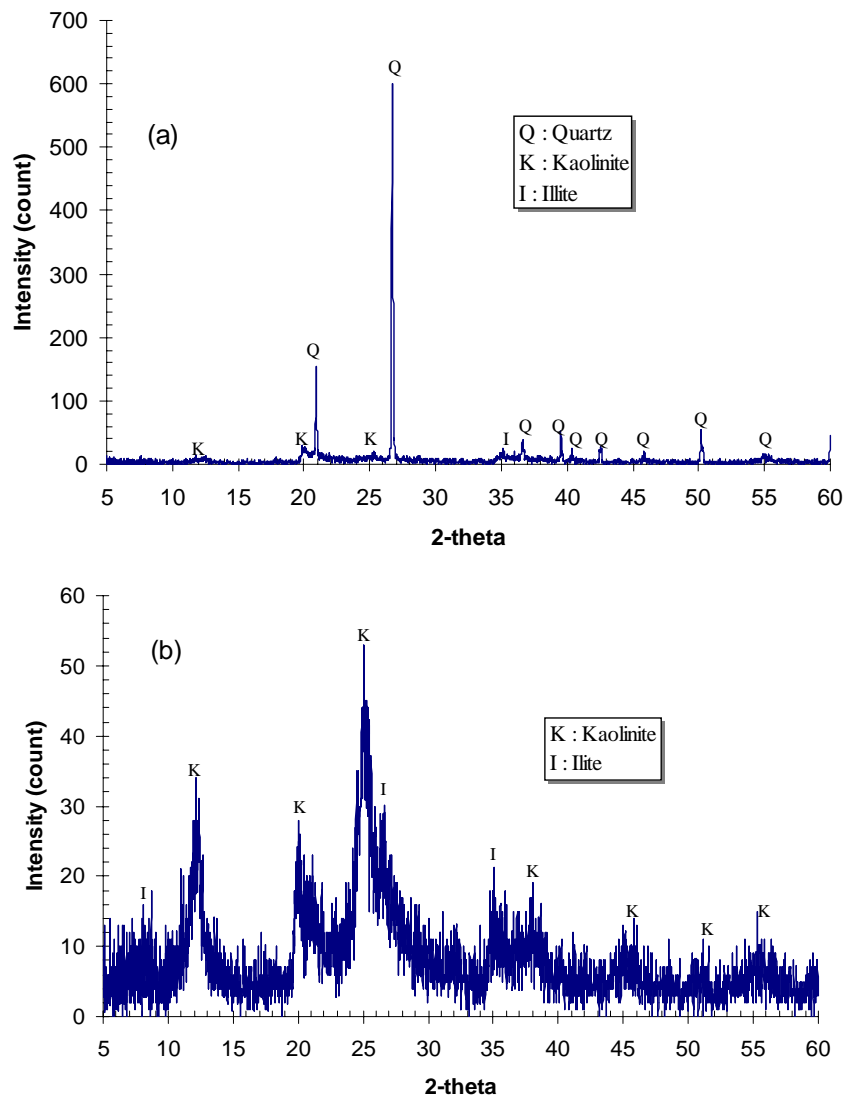 700
600
500
400
300
200
100
0
Intensity (count)
(a)
Q
Q : Quartz
K : Kaolinite
I : Illite
Q
K
K
K
I
Q
Q
Q
Q
Q
Q
Q
5 10 15 20 25 30 35 40 45 50 55 60
2-theta
60
50
40
30
20
10
0
Intensity (count)
(b)
K
K : Kaolinite
I : Ilite
K
K
I
I
I
K
K
K
K
5 10 15 20 25 30 35 40 45 50 55 60
2-theta